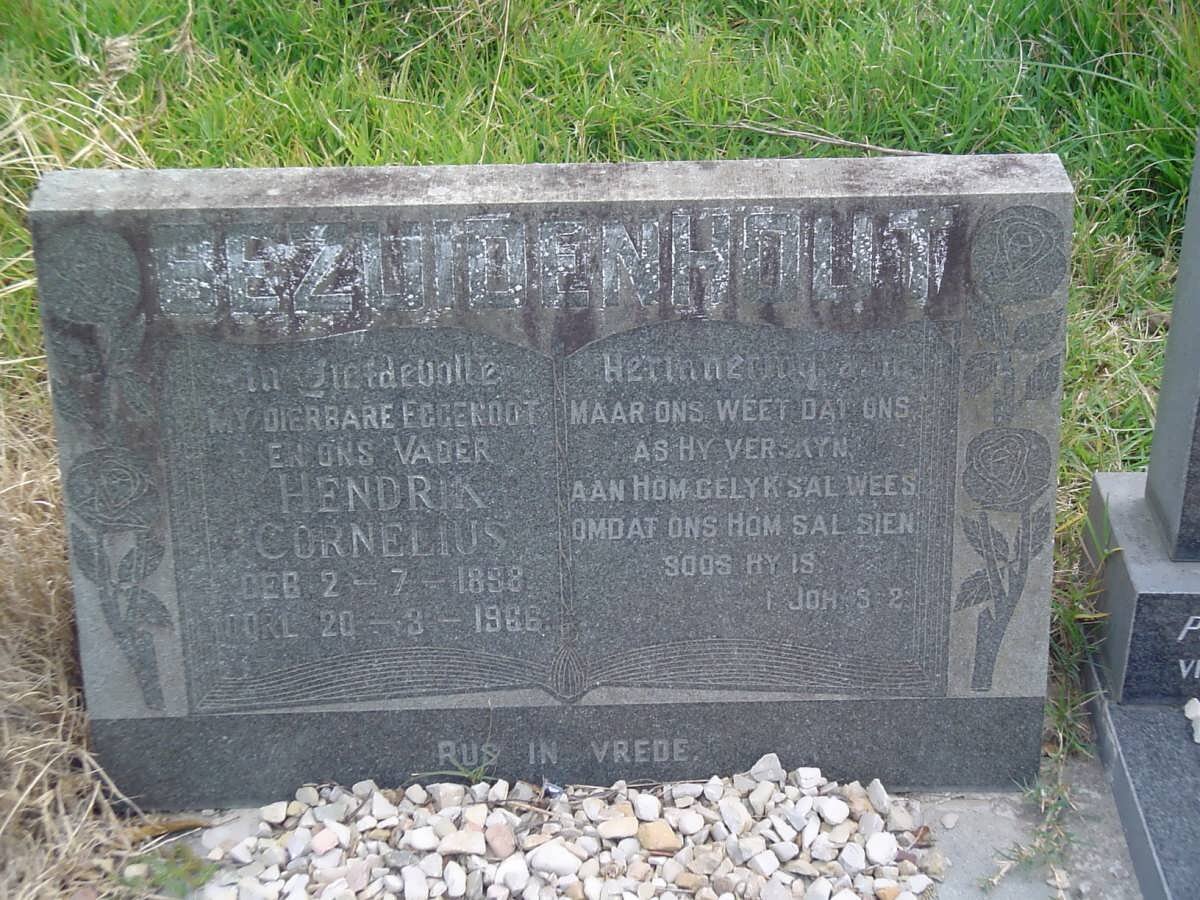 BEZUIDENHOUT
In Liefdevolle
MY DIERBARE EGGENOOT
EN ONS VADER
HENDRIK
CORNELIUS
GEB. 2 - 7 - 1898
OORL. 20 - 3 - 1966.
Herinnering aan
MAAR ONS WEET DAT ONS
AS HY VERSKYN,
AAN HOM GELYK SAL WEES
OMDAT ONS HOM SAL SIEN
SOOS HY IS
1 JOH. 3 2.
RUS IN VREDE.